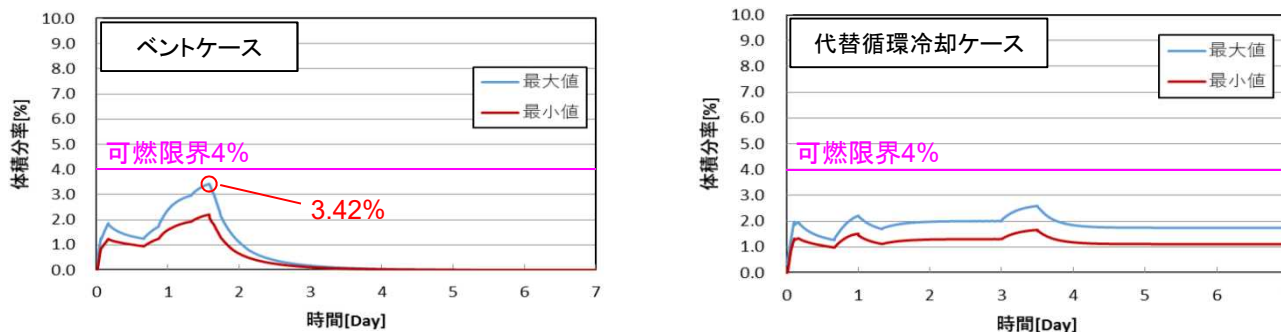 ベントケース
10.0
9.0
8.0
7.0
6.0
5.0
4.0
3.0
2.0
1.0
0.0
体積分率[%]
最大値
最小値
可燃限界4%
3.42%
0 1 2 3 4 5 6 7
時間[Day]
代替循環冷却ケース
10.0
9.0
8.0
7.0
6.0
5.0
4.0
3.0
2.0
1.0
0.0
体積分率[%]
最大値
最小値
可燃限界4%
0 1 2 3 4 5 6
時間[Day]